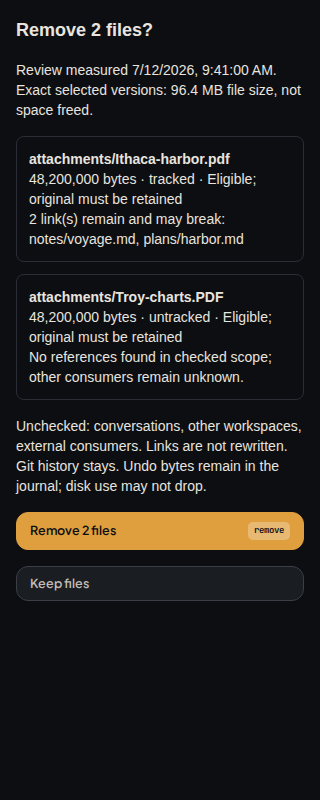 Remove 2 files?
Review measured 7/12/2026, 9:41:00 AM.
Exact selected versions: 96.4 MB file size, not
space freed.
attachments/Ithaca-harbor.pdf
48,200,000 bytes · tracked · Eligible;
original must be retained
2 link(s) remain and may break:
notes/voyage.md, plans/harbor.md
attachments/Troy-charts.PDF
48,200,000 bytes · untracked · Eligible;
original must be retained
No references found in checked scope;
other consumers remain unknown.
Unchecked: conversations, other workspaces,
external consumers. Links are not rewritten.
Git history stays. Undo bytes remain in the
journal; disk use may not drop.
Remove 2 files remove
Keep files